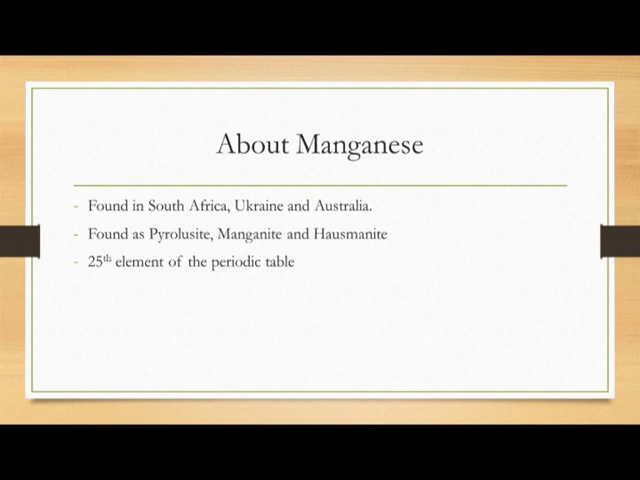 About Manganese
- Found in South Africa, Ukraine and Australia.
- Found as Pyrolusite, Manganite and Hausmanite
- 25th element of the periodic table